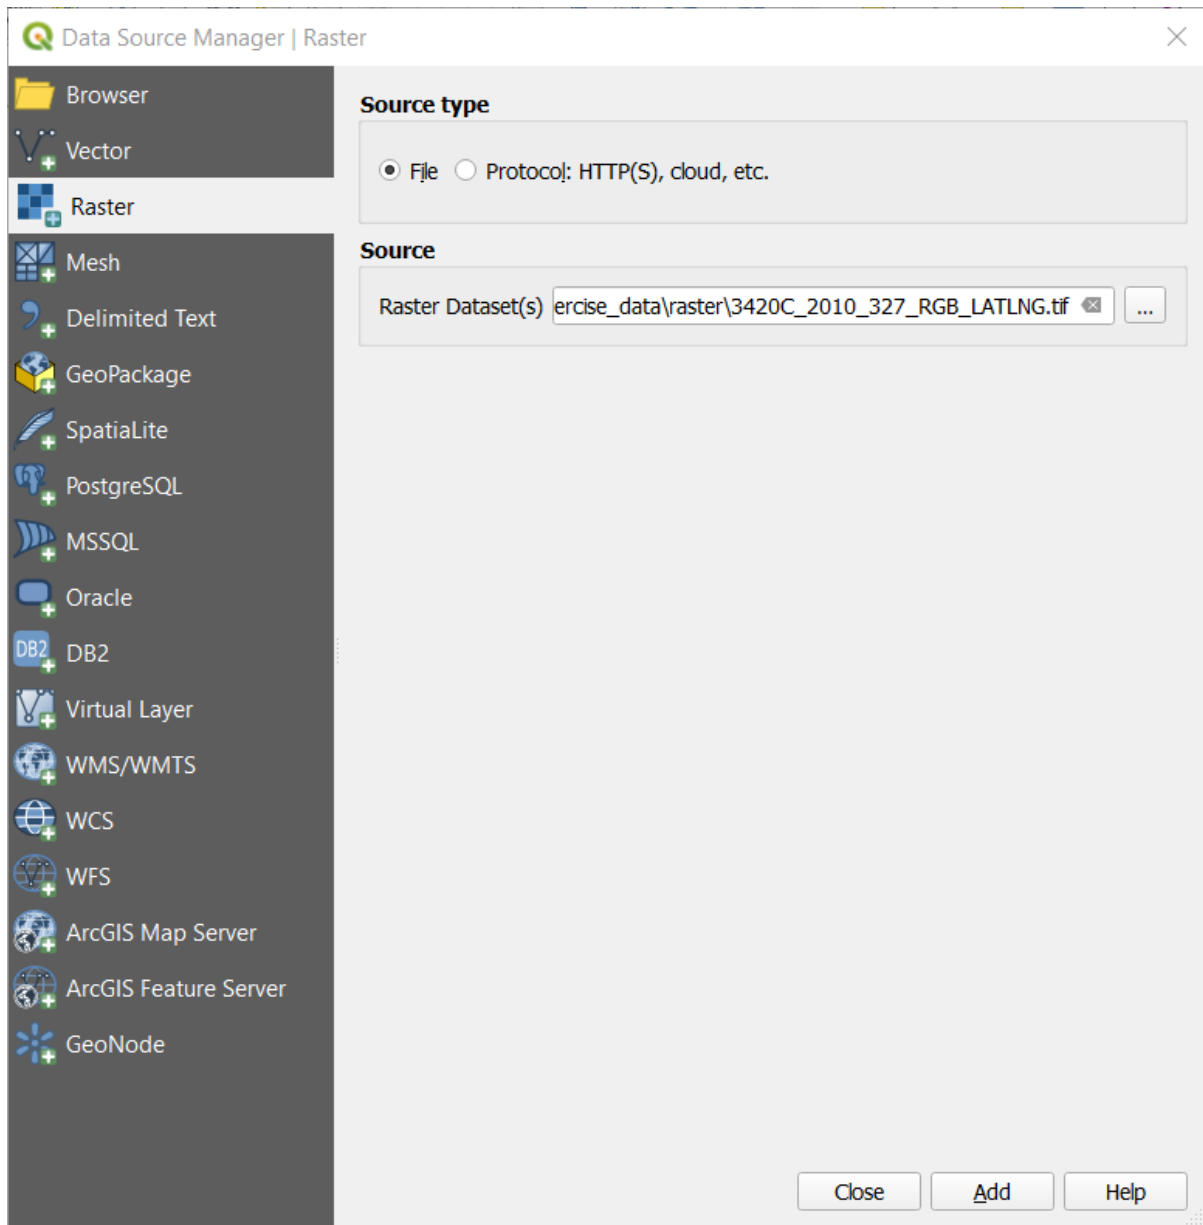 Data Source Manager | Raster
Browser
Vector
Raster
Mesh
Delimited Text
GeoPackage
SpatiaLite
PostgreSQL
MSSQL
Oracle
DB2
DB2
Virtual Layer
WMS/WMTS
WCS
WFS
ArcGIS Map Server
ArcGIS Feature Server
GeoNode
Source type
File Protocol: HTTP(S), cloud, etc.
Source
Raster Dataset(s) ercise_data\raster\3420C_2010_327_RGB_LATLNG.tif ...
Close Add Help